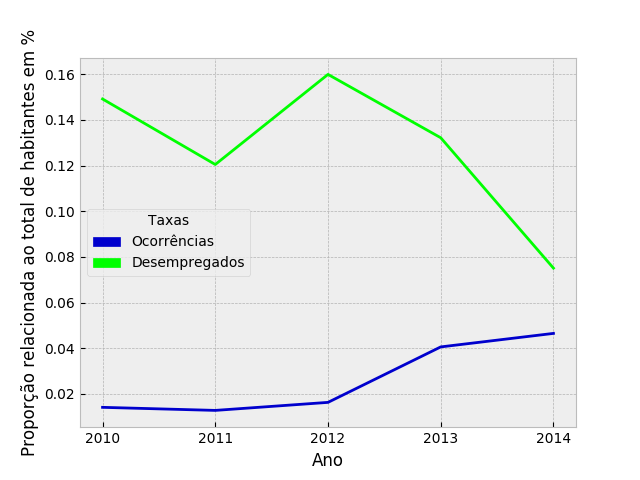 Proporção relacionada ao total de habitantes em %
0.16
0.14
0.12
0.10
0.08
0.06
0.04
0.02
Taxas
Ocorrências
Desempregados
2010 2011 2012 2013 2014
Ano